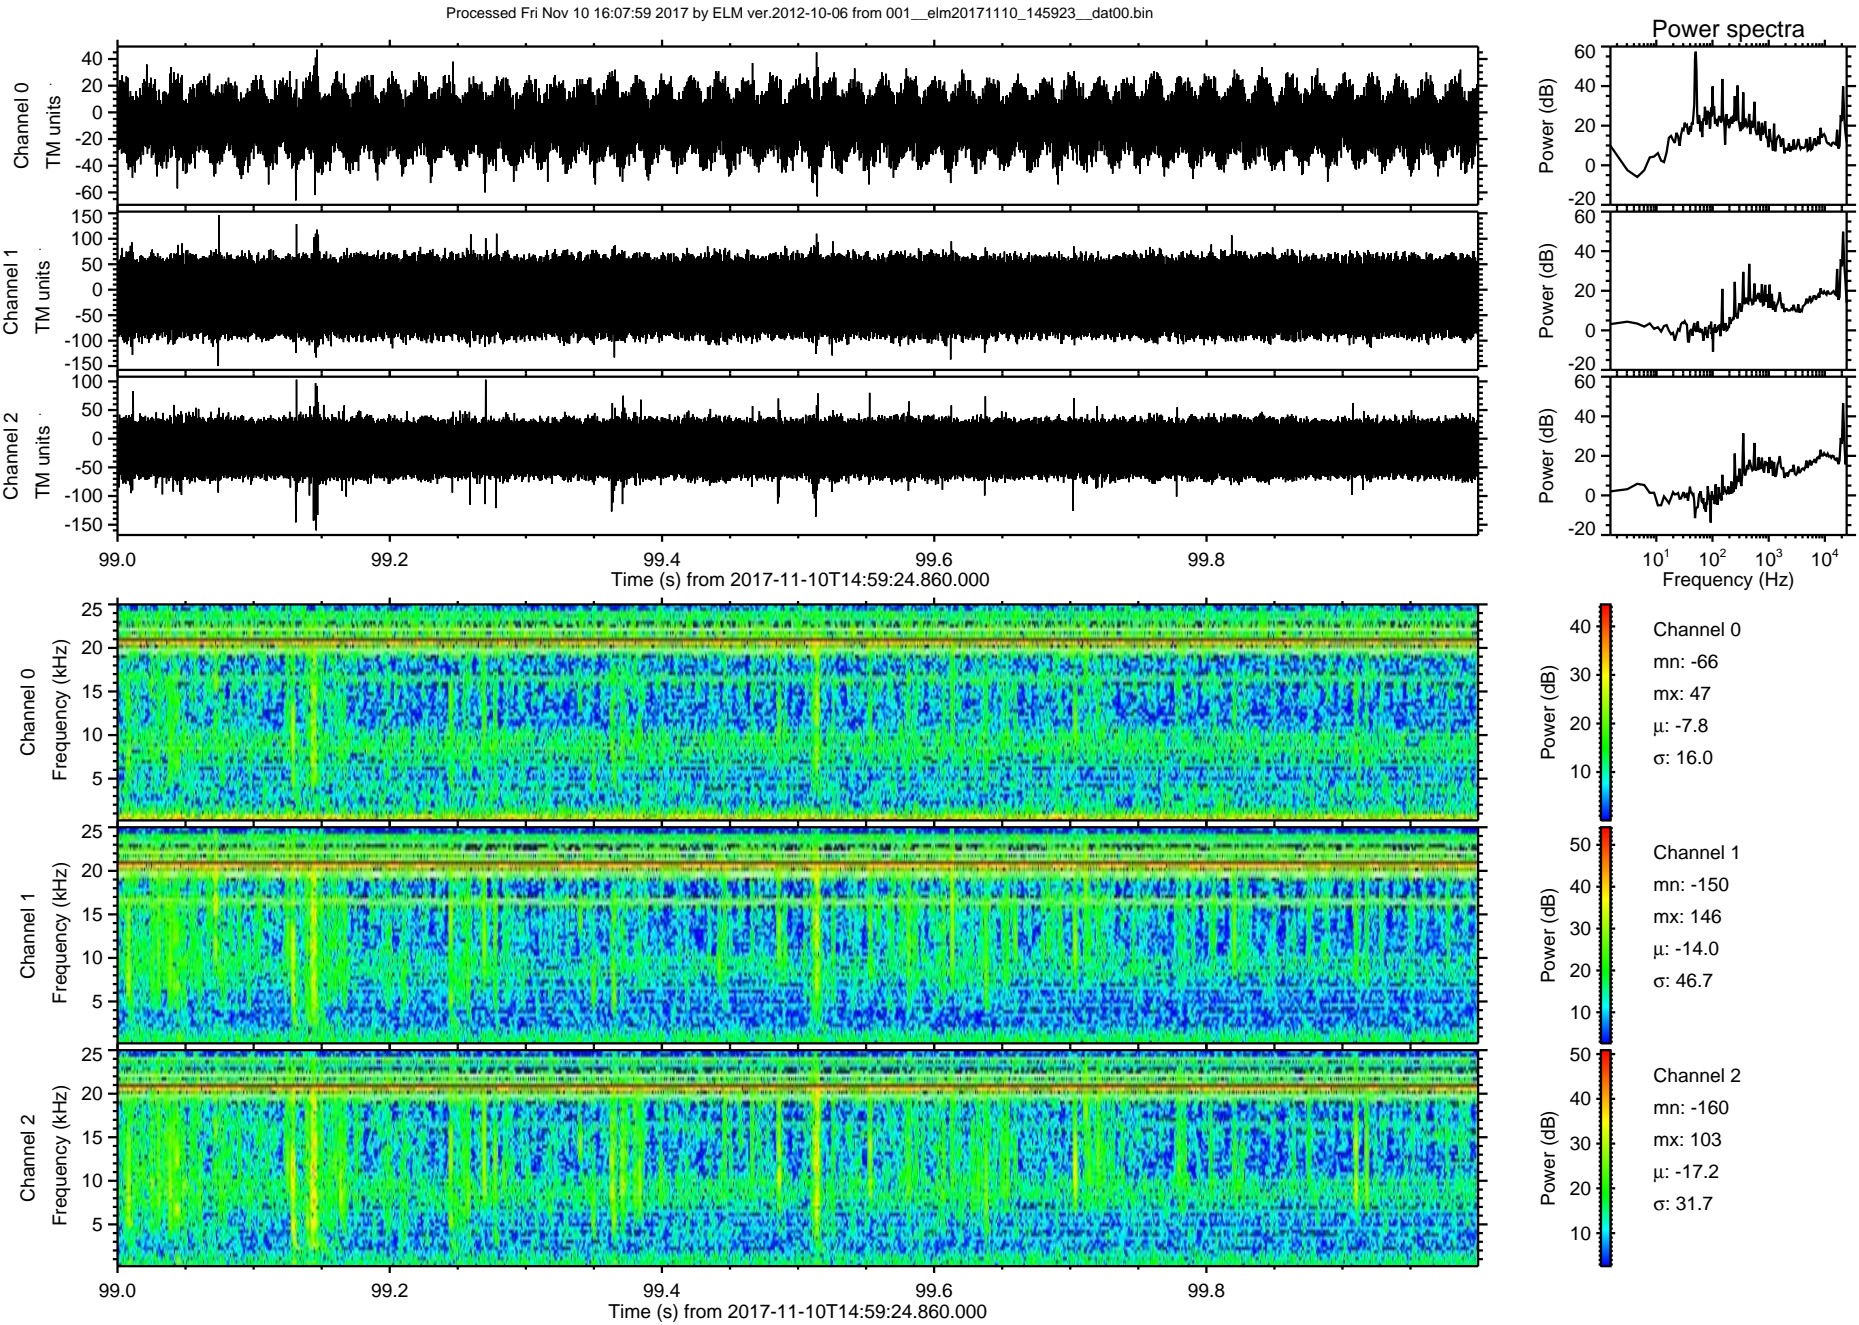 Processed Fri Nov 10 16:07:59 2017 by ELM ver.2012-10-06 from 001__elm20171110_145923__dat00.bin
Power spectra
Channel 0
TM units
40
20
0
-20
-40
-60
Power (dB)
60
40
20
0
-20
Channel 1
TM units
150
100
50
0
-50
-100
-150
Power (dB)
60
40
20
0
-20
Channel 2
TM units
100
50
0
-50
-100
-150
Power (dB)
60
40
20
0
-20
99.0 99.2 99.4 99.6 99.8
Time (s) from 2017-11-10T14:59:24.860.000
10^1 10^2 10^3 10^4
Frequency (Hz)
Channel 0
Frequency (kHz)
25
20
15
10
5
Power (dB)
40
30
20
10
Channel 0
mn: -66
mx: 47
μ: -7.8
σ: 16.0
Channel 1
Frequency (kHz)
25
20
15
10
5
Power (dB)
50
40
30
20
10
Channel 1
mn: -150
mx: 146
μ: -14.0
σ: 46.7
Channel 2
Frequency (kHz)
25
20
15
10
5
Power (dB)
50
40
30
20
10
Channel 2
mn: -160
mx: 103
μ: -17.2
σ: 31.7
99.0 99.2 99.4 99.6 99.8
Time (s) from 2017-11-10T14:59:24.860.000